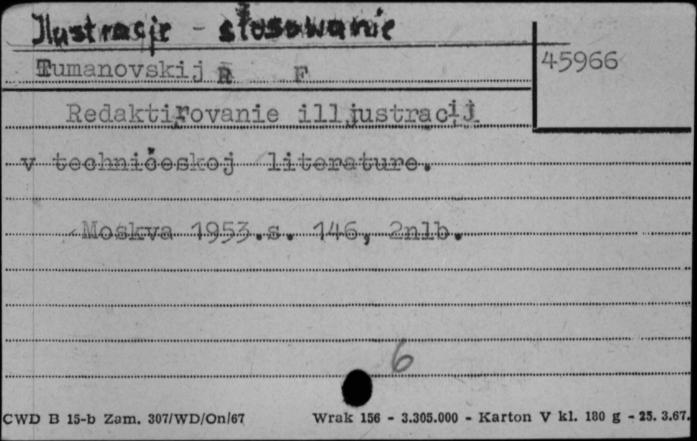 Ilustracje - stosowanie
Tumanovskij R F
45966
Redaktirovanie illjustracij
v techničeskoj literature.
Moskva 1953.s. 146, 2nlb.
6
CWD B 15-b Zam. 307/WD/On/67 Wrak 156 - 3.305.000 - Karton V kl. 180 g - 25. 3.67.